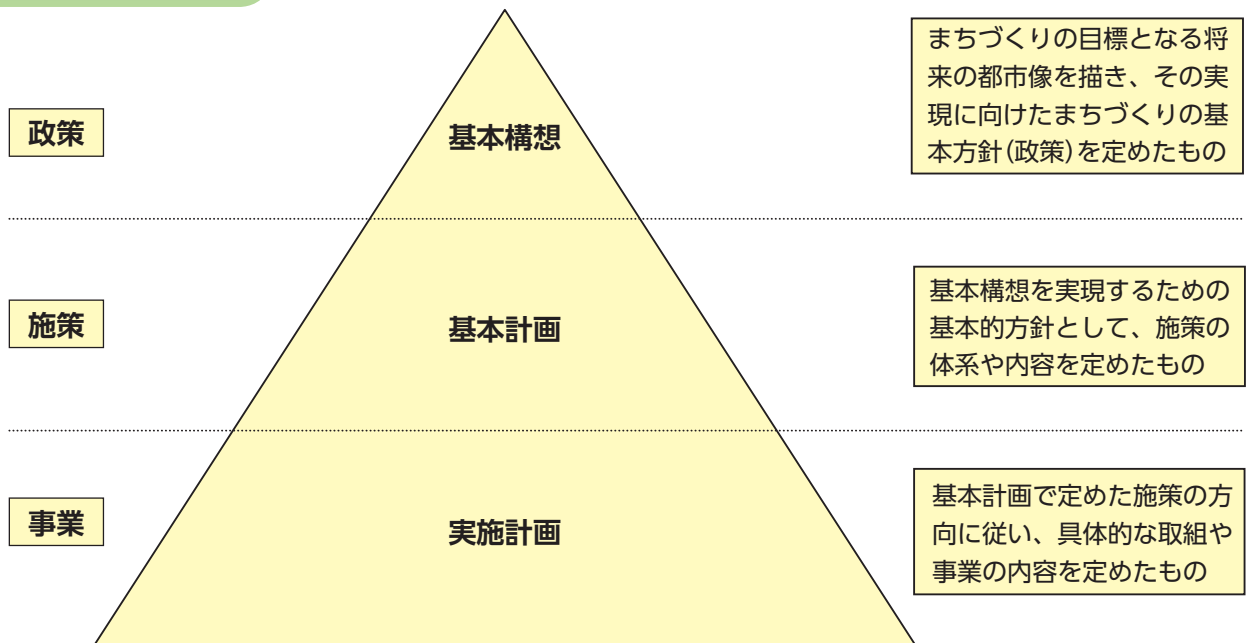 政策
基本構想
まちづくりの目標となる将
来の都市像を描き、その実
現に向けたまちづくりの基
本方針(政策)を定めたもの
施策
基本計画
基本構想を実現するための
基本的方針として、施策の
体系や内容を定めたもの
事業
実施計画
基本計画で定めた施策の方
向に従い、具体的な取組や
事業の内容を定めたもの